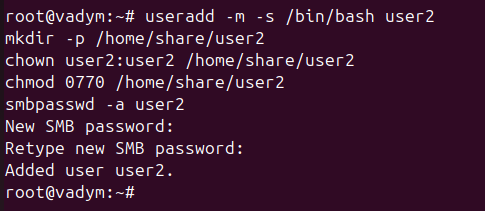 root@vadym:~# useradd -m -s /bin/bash user2
mkdir -p /home/share/user2
chown user2:user2 /home/share/user2
chmod 0770 /home/share/user2
smbpasswd -a user2
New SMB password:
Retype new SMB password:
Added user user2.
root@vadym:~#